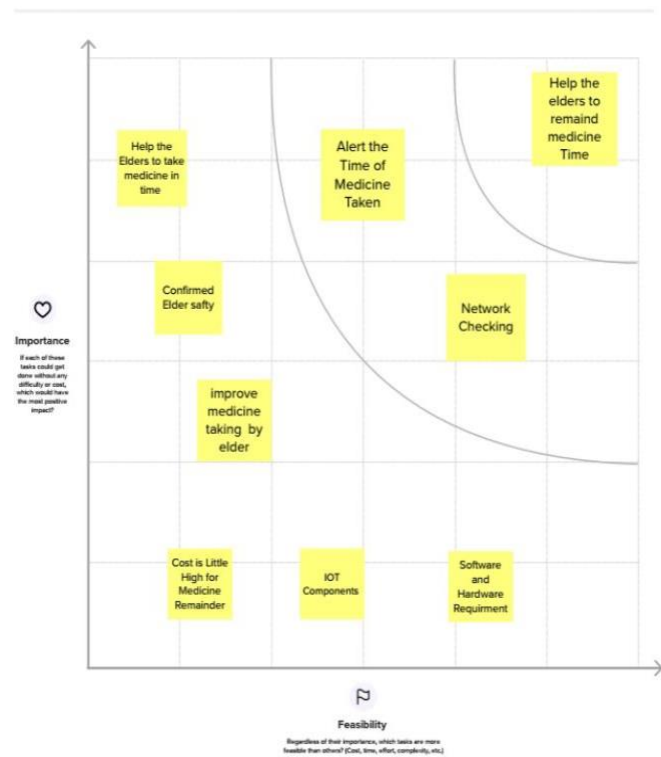 Help the
elders to
remaind
medicine
Time
Help the
Elders to take
medicine in
time
Alert the
Time of
Medicine
Taken
Confirmed
Elder safty
Network
Checking
Importance
If each of these
tasks could get
done without any
difficulty or cost,
which would have
the most positive
impact?
improve
medicine
taking by
elder
Cost is Little
High for
Medicine
Remainder
IOT
Components
Software
and
Hardware
Requirment
Feasibility
Regardless of their importance, which tasks are more
feasible than others? (Cost, time, effort, complexity, etc.)